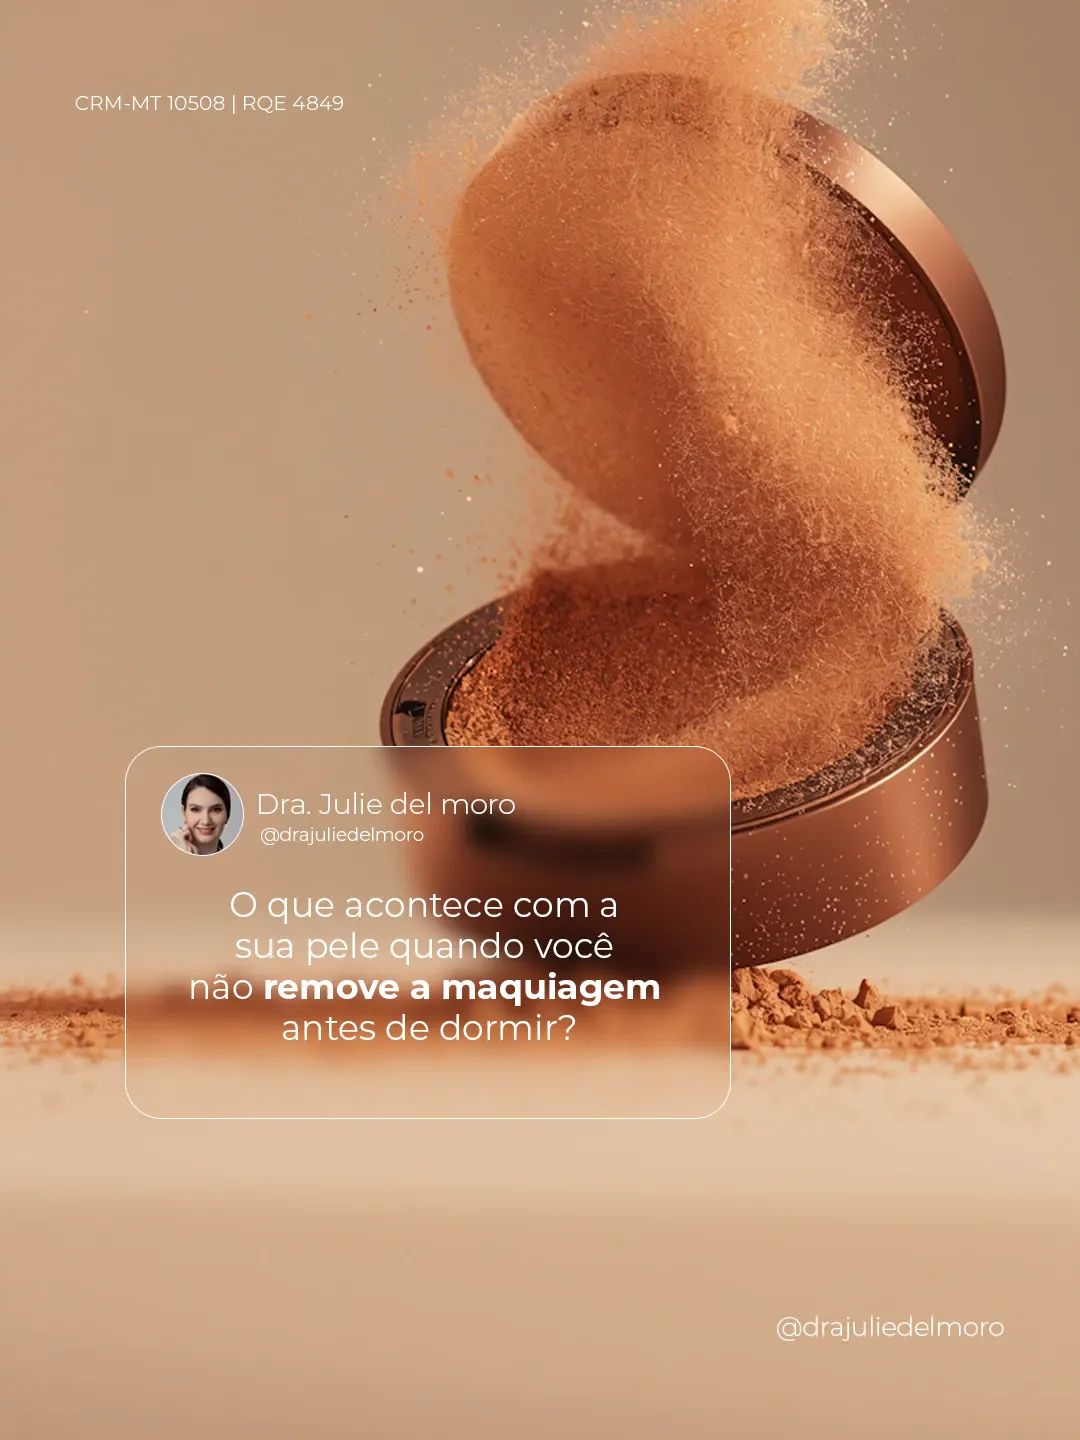 CRM-MT 10508 | RQE 4849
Dra. Julie del moro
@drajuliedelmoro
O que acontece com a
sua pele quando você
não remove a maquiagem
antes de dormir?
@drajuliedelmoro